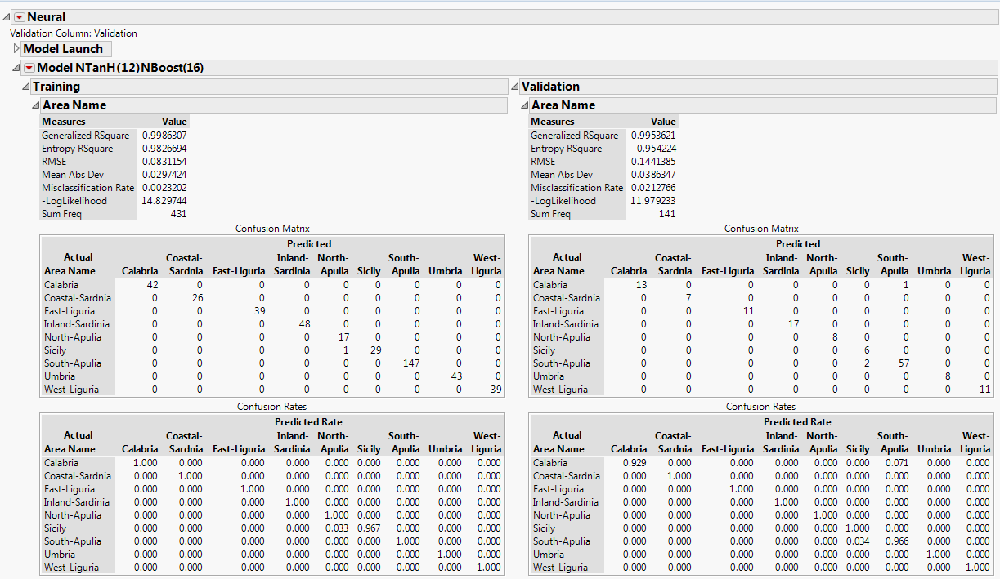 Neural
Validation Column: Validation
Model Launch
Model NTanH(12)NBoost(16)
Training
Area Name
Measures Value
Generalized RSquare 0.9986307
Entropy RSquare 0.9826694
RMSE 0.0831154
Mean Abs Dev 0.0297424
Misclassification Rate 0.0023202
-LogLikelihood 14.829744
Sum Freq 431
Confusion Matrix
Predicted
Actual Coastal- Inland- North- South- West-
Area Name Calabria Sardnia East-Liguria Sardinia Apulia Sicily Apulia Umbria Liguria
Calabria 42 0 0 0 0 0 0 0 0
Coastal-Sardnia 0 26 0 0 0 0 0 0 0
East-Liguria 0 0 39 0 0 0 0 0 0
Inland-Sardinia 0 0 0 48 0 0 0 0 0
North-Apulia 0 0 0 0 17 0 0 0 0
Sicily 0 0 0 0 1 29 0 0 0
South-Apulia 0 0 0 0 0 0 147 0 0
Umbria 0 0 0 0 0 0 0 43 0
West-Liguria 0 0 0 0 0 0 0 0 39
Confusion Rates
Predicted Rate
Actual Coastal- Inland- North- South- West-
Area Name Calabria Sardnia East-Liguria Sardinia Apulia Sicily Apulia Umbria Liguria
Calabria 1.000 0.000 0.000 0.000 0.000 0.000 0.000 0.000 0.000
Coastal-Sardnia 0.000 1.000 0.000 0.000 0.000 0.000 0.000 0.000 0.000
East-Liguria 0.000 0.000 1.000 0.000 0.000 0.000 0.000 0.000 0.000
Inland-Sardinia 0.000 0.000 0.000 1.000 0.000 0.000 0.000 0.000 0.000
North-Apulia 0.000 0.000 0.000 0.000 1.000 0.000 0.000 0.000 0.000
Sicily 0.000 0.000 0.000 0.000 0.033 0.967 0.000 0.000 0.000
South-Apulia 0.000 0.000 0.000 0.000 0.000 0.000 1.000 0.000 0.000
Umbria 0.000 0.000 0.000 0.000 0.000 0.000 0.000 1.000 0.000
West-Liguria 0.000 0.000 0.000 0.000 0.000 0.000 0.000 0.000 1.000
Validation
Area Name
Measures Value
Generalized RSquare 0.9953621
Entropy RSquare 0.954224
RMSE 0.1441385
Mean Abs Dev 0.0386347
Misclassification Rate 0.0212766
-LogLikelihood 11.979233
Sum Freq 141
Confusion Matrix
Predicted
Actual Coastal- Inland- North- South- West-
Area Name Calabria Sardnia East-Liguria Sardinia Apulia Sicily Apulia Umbria Liguria
Calabria 13 0 0 0 0 0 1 0 0
Coastal-Sardnia 0 7 0 0 0 0 0 0 0
East-Liguria 0 0 11 0 0 0 0 0 0
Inland-Sardinia 0 0 0 17 0 0 0 0 0
North-Apulia 0 0 0 0 8 0 0 0 0
Sicily 0 0 0 0 0 6 0 0 0
South-Apulia 0 0 0 0 0 2 57 0 0
Umbria 0 0 0 0 0 0 0 8 0
West-Liguria 0 0 0 0 0 0 0 0 11
Confusion Rates
Predicted Rate
Actual Coastal- Inland- North- South- West-
Area Name Calabria Sardnia East-Liguria Sardinia Apulia Sicily Apulia Umbria Liguria
Calabria 0.929 0.000 0.000 0.000 0.000 0.000 0.071 0.000 0.000
Coastal-Sardnia 0.000 1.000 0.000 0.000 0.000 0.000 0.000 0.000 0.000
East-Liguria 0.000 0.000 1.000 0.000 0.000 0.000 0.000 0.000 0.000
Inland-Sardinia 0.000 0.000 0.000 1.000 0.000 0.000 0.000 0.000 0.000
North-Apulia 0.000 0.000 0.000 0.000 1.000 0.000 0.000 0.000 0.000
Sicily 0.000 0.000 0.000 0.000 0.000 1.000 0.000 0.000 0.000
South-Apulia 0.000 0.000 0.000 0.000 0.000 0.034 0.966 0.000 0.000
Umbria 0.000 0.000 0.000 0.000 0.000 0.000 0.000 1.000 0.000
West-Liguria 0.000 0.000 0.000 0.000 0.000 0.000 0.000 0.000 1.000